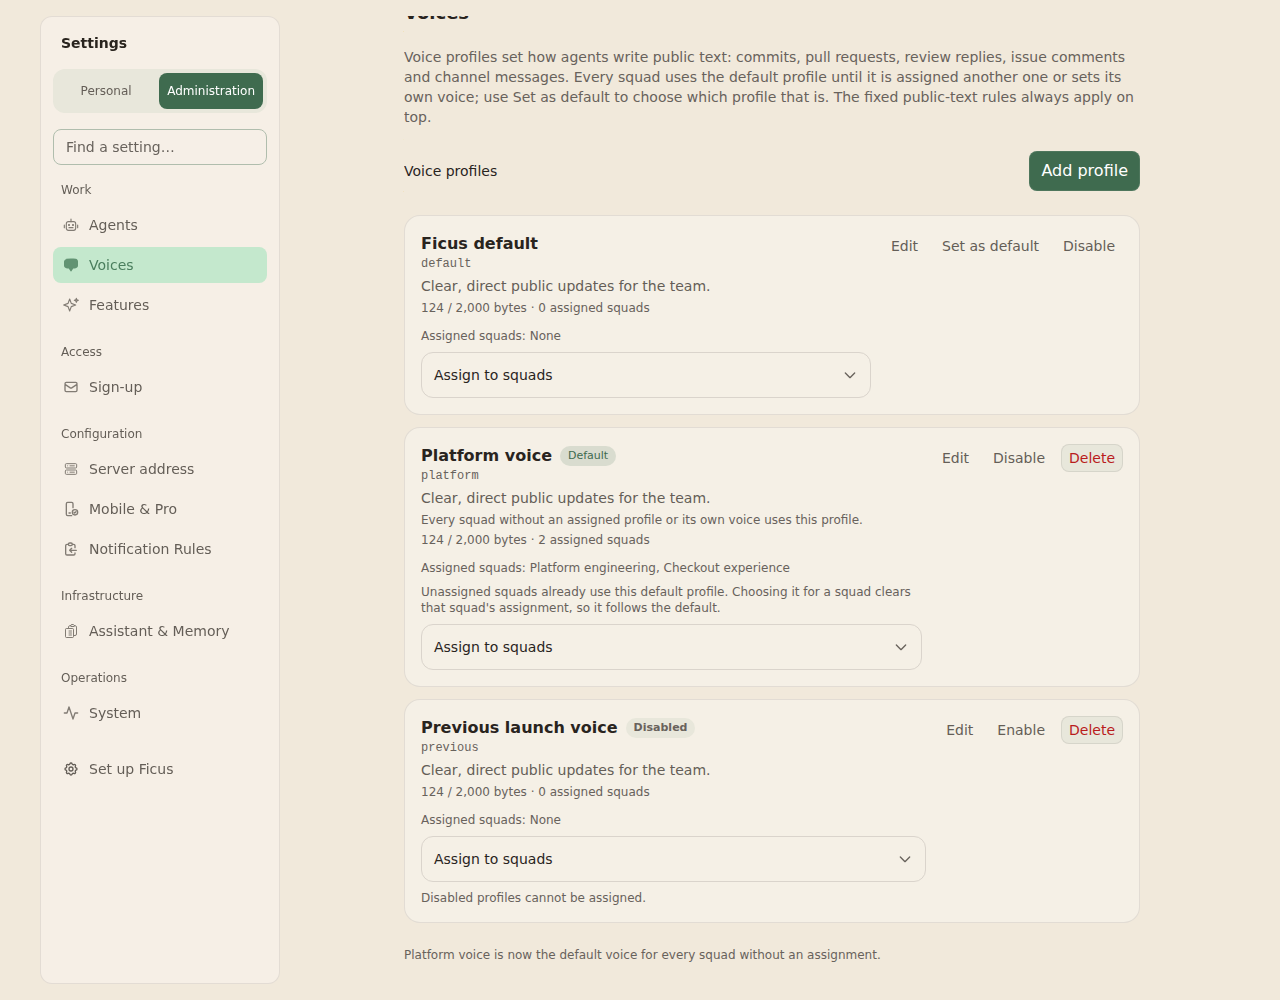 Settings
Personal
Administration
Find a setting...
Work
Agents
Voices
Features
Access
Sign-up
Configuration
Server address
Mobile & Pro
Notification Rules
Infrastructure
Assistant & Memory
Operations
System
Set up Ficus
Voices
Voice profiles set how agents write public text: commits, pull requests, review replies, issue comments
and channel messages. Every squad uses the default profile until it is assigned another one or sets its
own voice; use Set as default to choose which profile that is. The fixed public-text rules always apply on
top.
Voice profiles
Add profile
Ficus default
Edit
Set as default
Disable
default
Clear, direct public updates for the team.
124 / 2,000 bytes · 0 assigned squads
Assigned squads: None
Assign to squads
Platform voice
Default
Edit
Disable
Delete
platform
Clear, direct public updates for the team.
Every squad without an assigned profile or its own voice uses this profile.
124 / 2,000 bytes · 2 assigned squads
Assigned squads: Platform engineering, Checkout experience
Unassigned squads already use this default profile. Choosing it for a squad clears
that squad's assignment, so it follows the default.
Assign to squads
Previous launch voice
Disabled
Edit
Enable
Delete
previous
Clear, direct public updates for the team.
124 / 2,000 bytes · 0 assigned squads
Assigned squads: None
Assign to squads
Disabled profiles cannot be assigned.
Platform voice is now the default voice for every squad without an assignment.